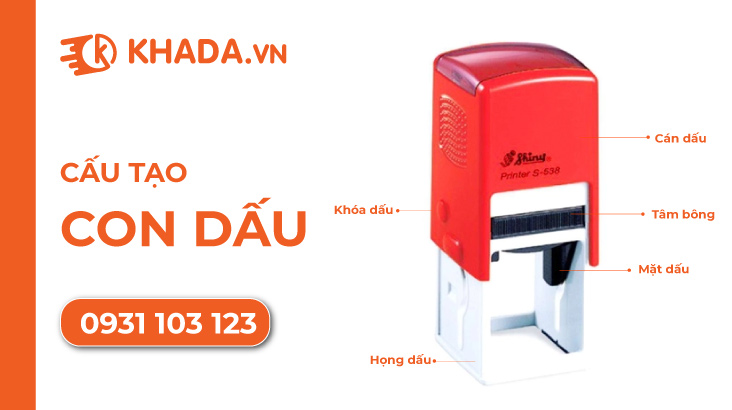 KHADA.VN
CẤU TẠO
CON DẤU
0931 103 123
Shiny
Printer S-538
Cán dấu
Khóa dấu
Tăm bông
Mặt dấu
Họng dấu